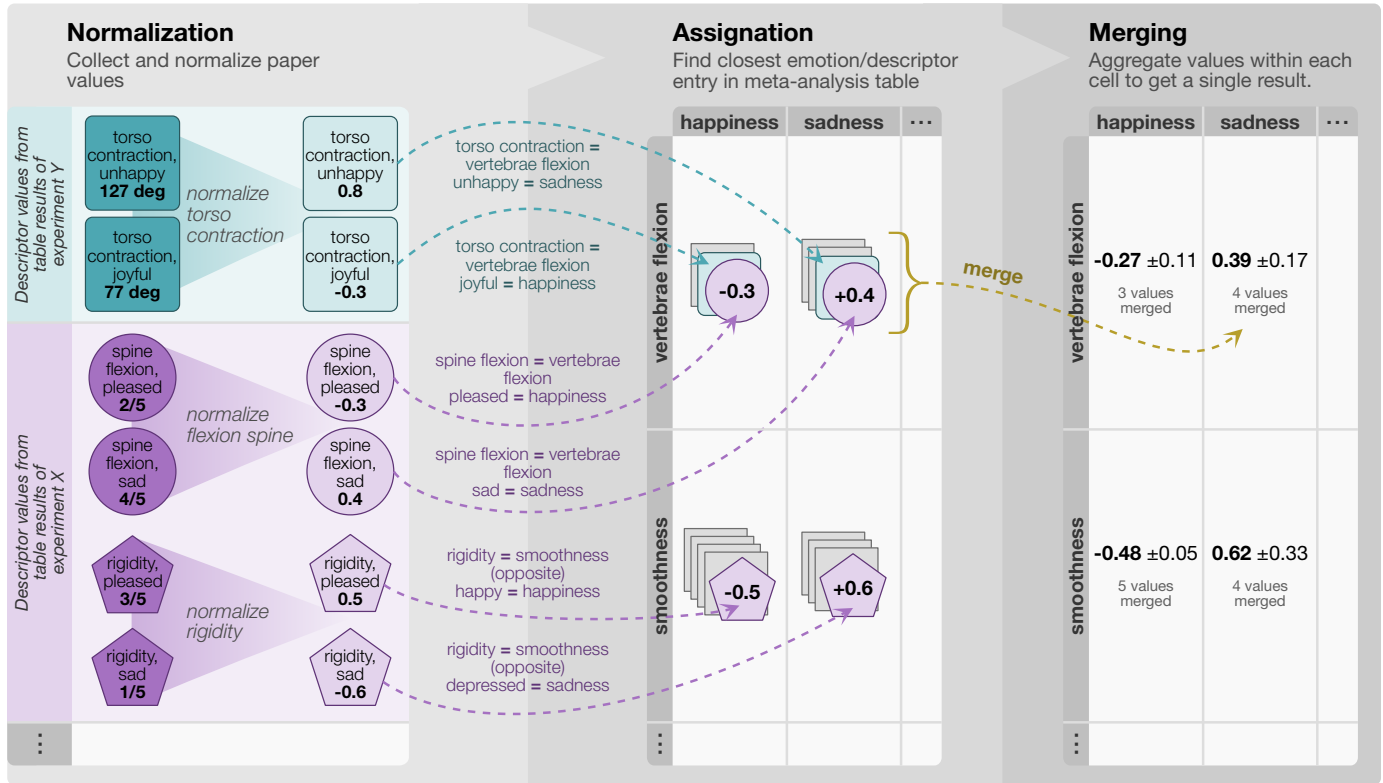 Normalization
Collect and normalize paper
values
Assignation
Find closest emotion/descriptor
entry in meta-analysis table
Merging
Aggregate values within each
cell to get a single result.
Descriptor values from
table results of
experiment Y
torso
contraction,
unhappy
127 deg
torso
contraction,
joyful
77 deg
normalize
torso
contraction
torso
contraction,
unhappy
0.8
torso
contraction,
joyful
-0.3
torso contraction =
vertebrae flexion
unhappy = sadness
torso contraction =
vertebrae flexion
joyful = happiness
Descriptor values from
table results of
experiment X
spine
flexion,
pleased
2/5
spine
flexion,
sad
4/5
normalize
flexion spine
spine
flexion,
pleased
-0.3
spine
flexion,
sad
0.4
spine flexion = vertebrae
flexion
pleased = happiness
spine flexion = vertebrae
flexion
sad = sadness
rigidity,
pleased
3/5
rigidity,
sad
1/5
normalize
rigidity
rigidity,
pleased
0.5
rigidity,
sad
-0.6
rigidity = smoothness
(opposite)
happy = happiness
rigidity = smoothness
(opposite)
depressed = sadness
...
happiness
sadness
...
vertebrae flexion
-0.3
+0.4
smoothness
-0.5
+0.6
...
merge
happiness
sadness
...
vertebrae flexion
-0.27 ±0.11
3 values
merged
0.39 ±0.17
4 values
merged
smoothness
-0.48 ±0.05
5 values
merged
0.62 ±0.33
4 values
merged
...